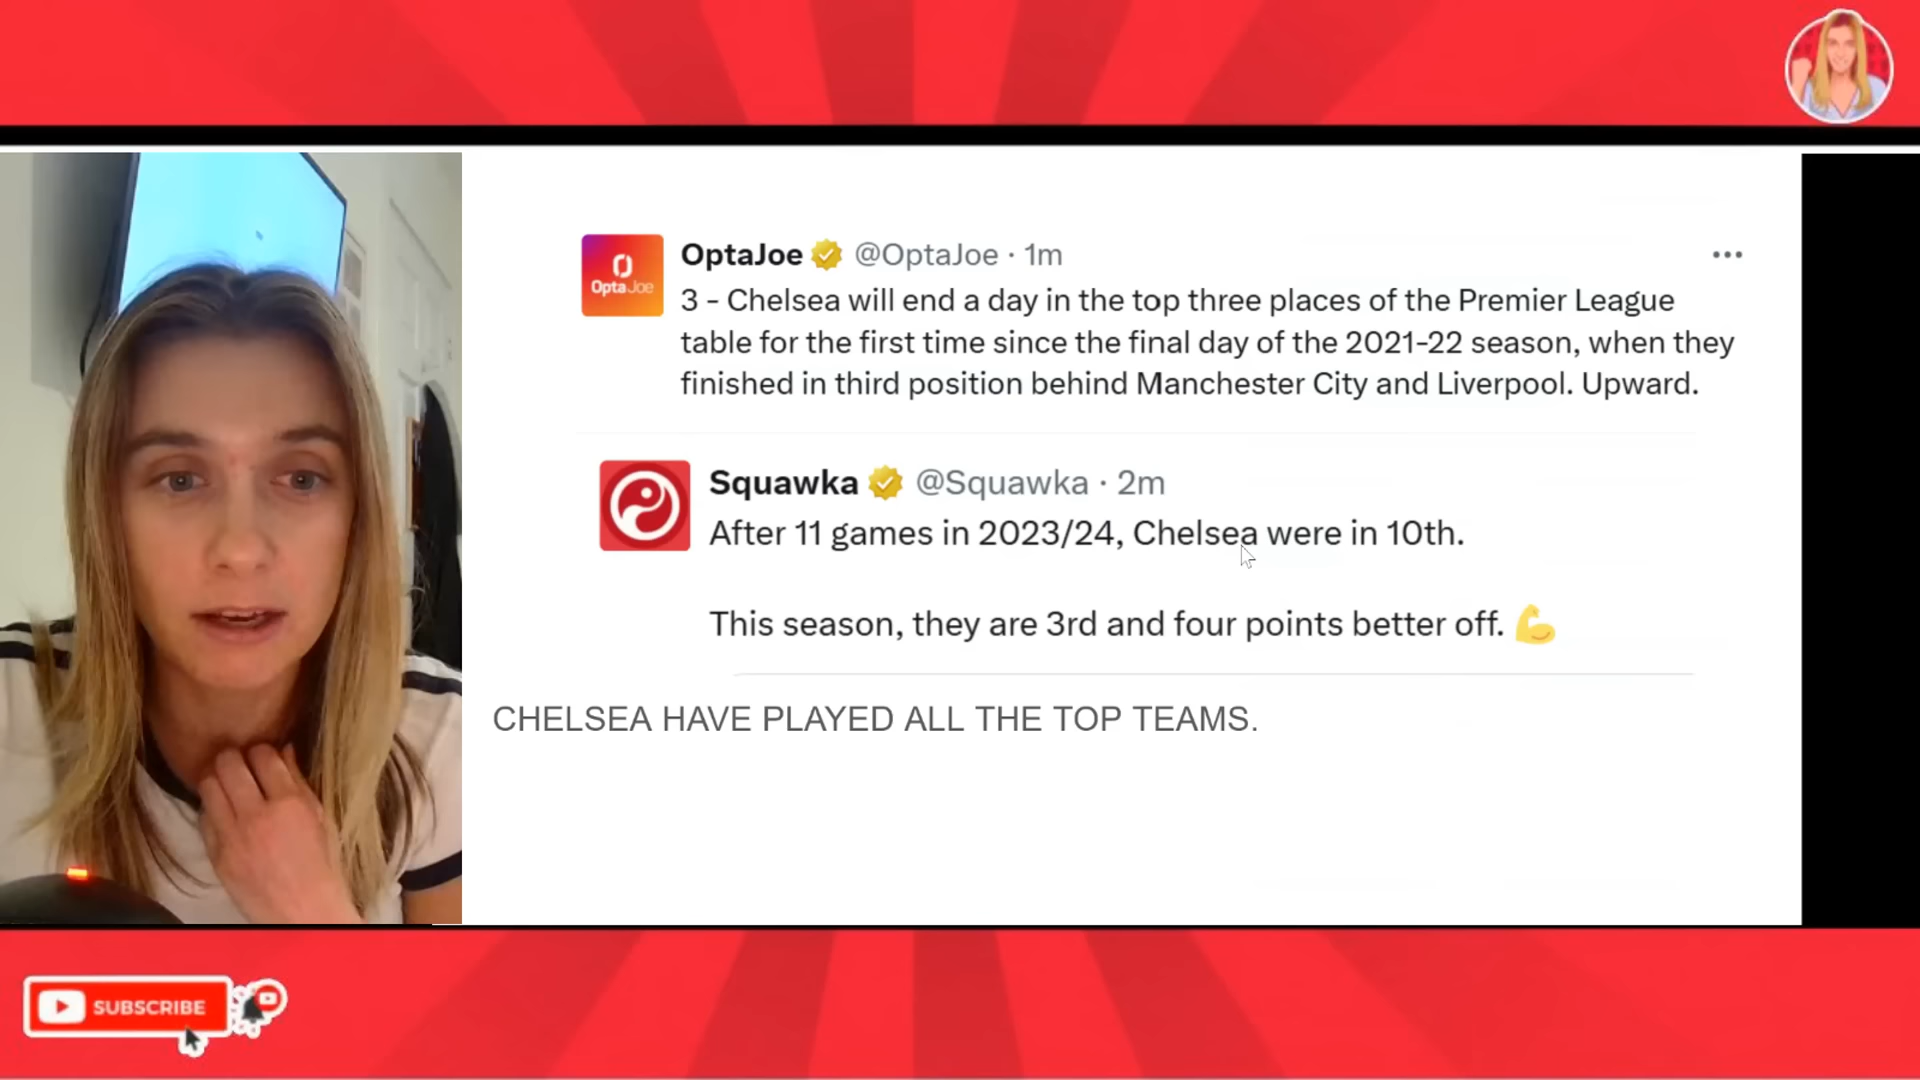 OptaJoe @OptaJoe · 1m
Opta Joe
3 - Chelsea will end a day in the top three places of the Premier League
table for the first time since the final day of the 2021-22 season, when they
finished in third position behind Manchester City and Liverpool. Upward.
Squawka @Squawka · 2m
After 11 games in 2023/24, Chelsea were in 10th.
This season, they are 3rd and four points better off. 💪
CHELSEA HAVE PLAYED ALL THE TOP TEAMS.
SUBSCRIBE